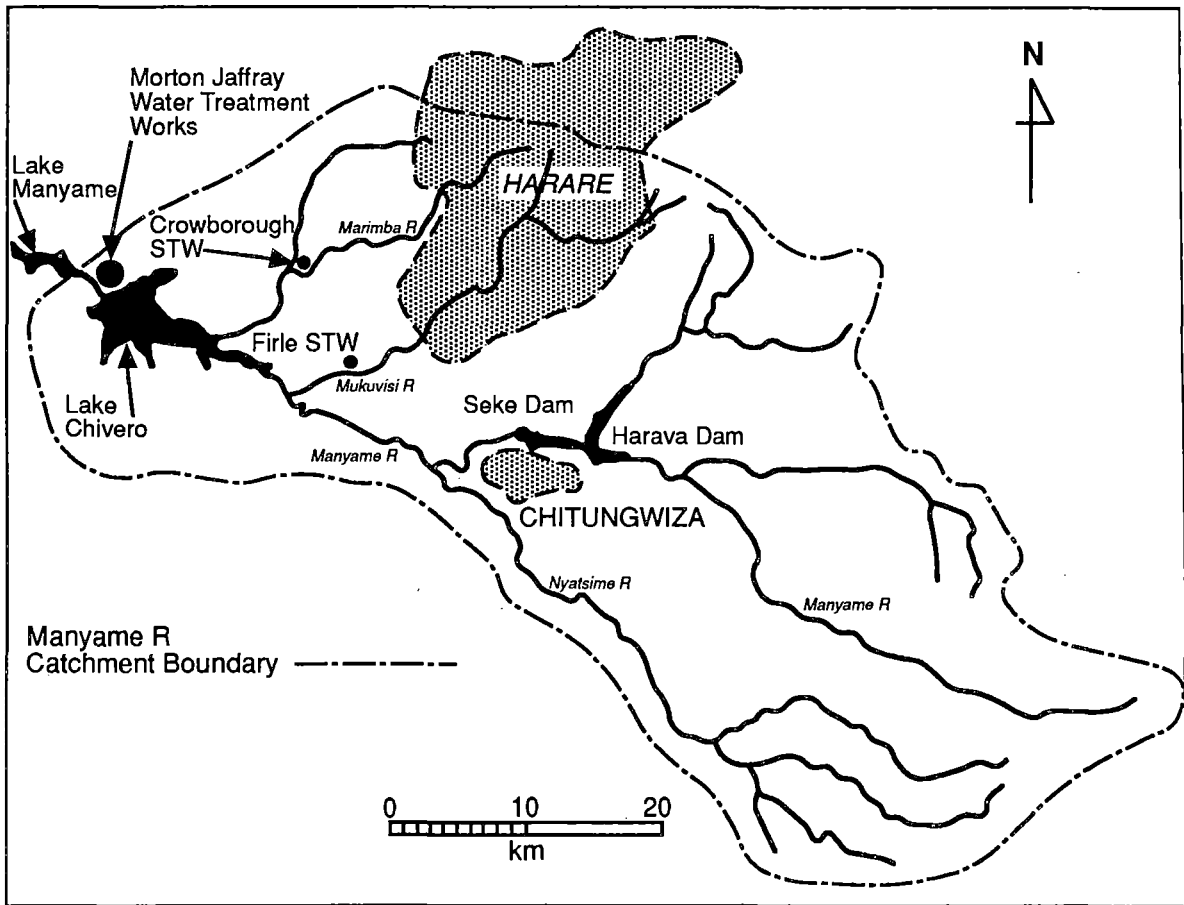 N
Morton Jaffray
Water Treatment
Works
Lake
Manyame
HARARE
Crowborough
STW
Marimba R
Firle STW
Mukuvisi R
Lake
Chivero
Seke Dam
Harava Dam
Manyame R
CHITUNGWIZA
Nyatsime R
Manyame R
Manyame R
Catchment Boundary
0 10 20
km